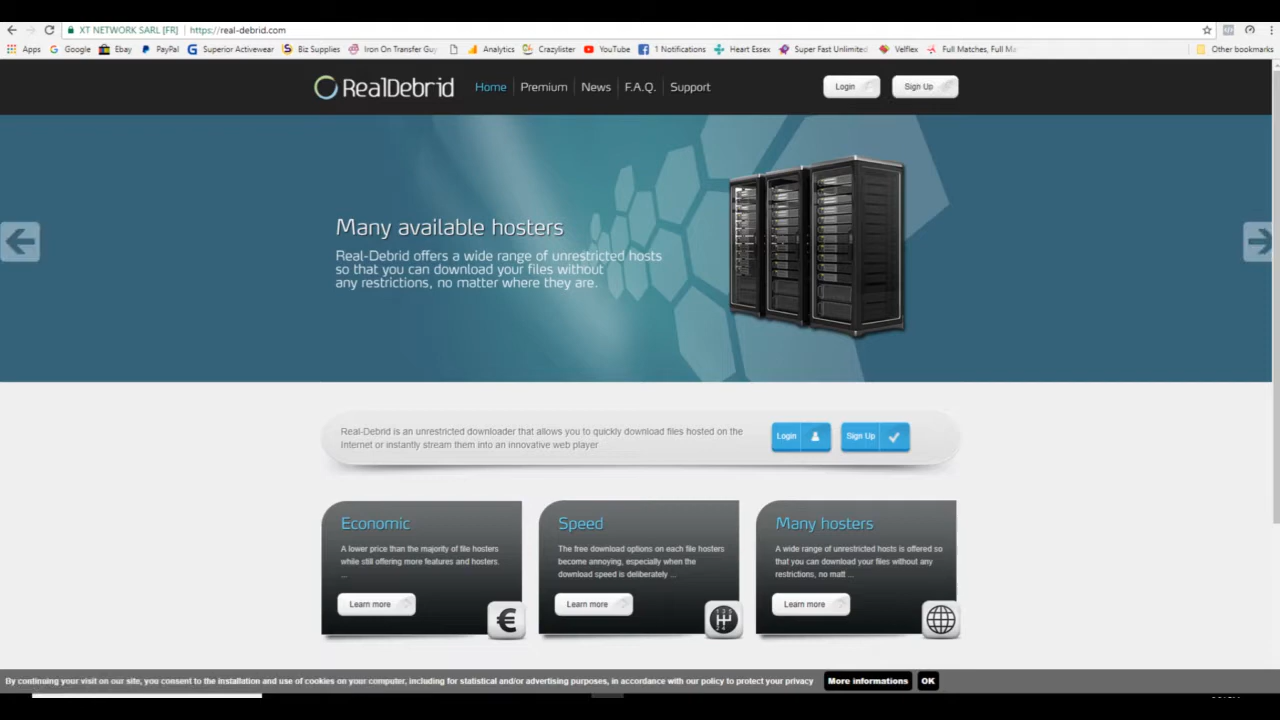 XT NETWORK SARL [FR] https://real-debrid.com
Apps Google Ebay PayPal Superior Activewear Biz Supplies Iron On Transfer Guy Analytics Crazylister YouTube 1 Notifications Heart Essex Super Fast Unlimited Velflex Full Matches, Full Ma Other bookmarks
RealDebrid Home Premium News F.A.Q. Support Login Sign Up
Many available hosters
Real-Debrid offers a wide range of unrestricted hosts
so that you can download your files without
any restrictions, no matter where they are.
Real-Debrid is an unrestricted downloader that allows you to quickly download files hosted on the
Internet or instantly stream them into an innovative web player
Login Sign Up
Economic
A lower price than the majority of file hosters
while still offering more features and hosters.
...
Learn more
€
Speed
The free download options on each file hosters
become annoying, especially when the
download speed is deliberately ...
Learn more
Many hosters
A wide range of unrestricted hosts is offered so
that you can download your files without any
restrictions, no matt ...
Learn more
By continuing your visit on our site, you consent to the installation and use of cookies on your computer, including for statistical and/or advertising purposes, in accordance with our policy to protect your privacy More informations OK